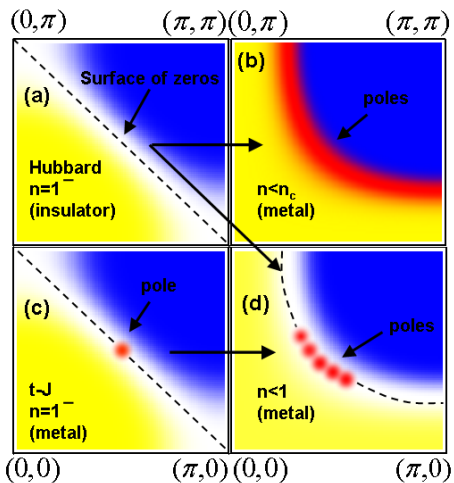 (0,π) (π,π) (0,π) (π,π)
(a)
Surface of zeros
Hubbard
n=1⁻
(insulator)
(b)
poles
n<n_c
(metal)
(c)
pole
t-J
n=1⁻
(metal)
(d)
poles
n<1
(0,0) (π,0) (0,0) (π,0)